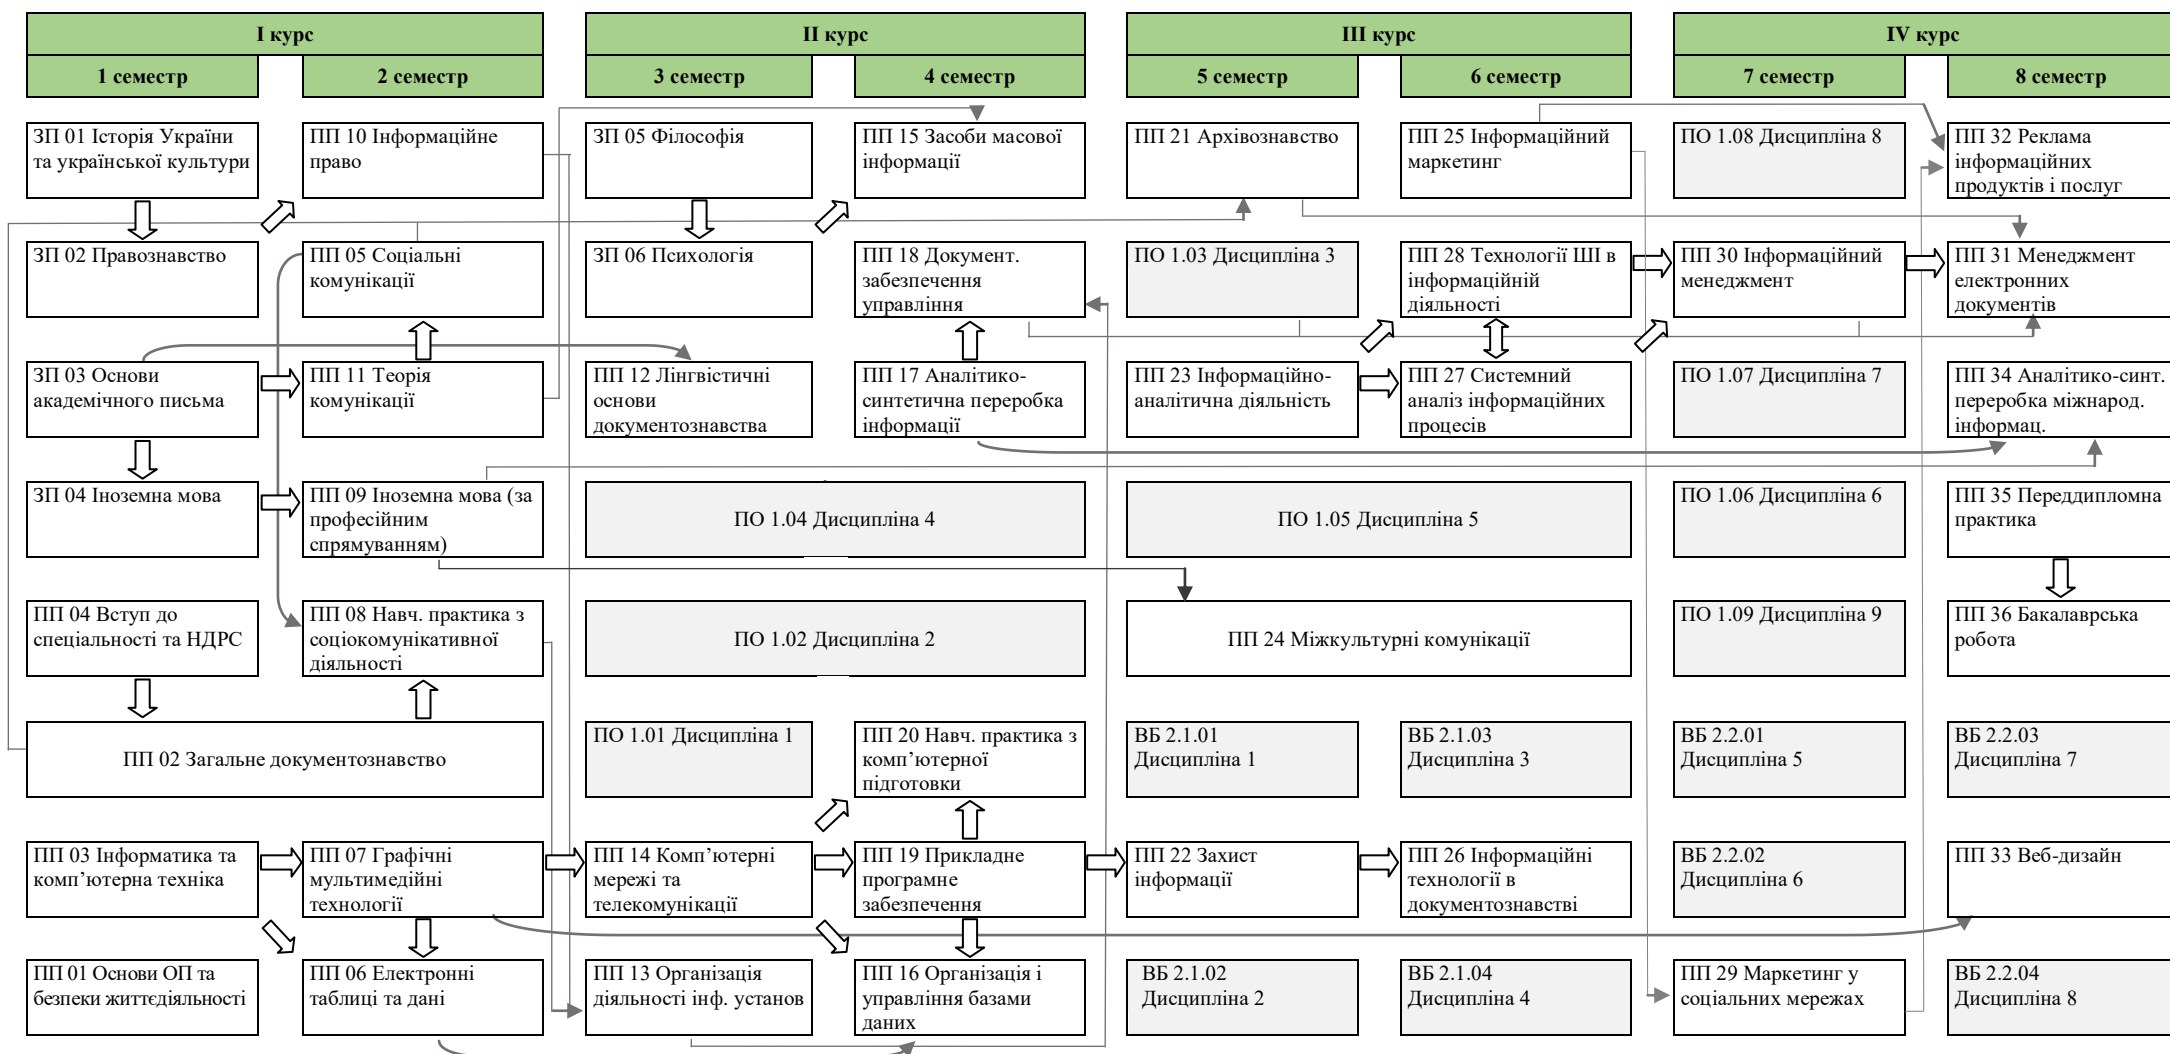 I курс
II курс
III курс
IV курс
1 семестр
2 семестр
3 семестр
4 семестр
5 семестр
6 семестр
7 семестр
8 семестр
ЗП 01 Історія України
та української культури
ПП 10 Інформаційне
право
ЗП 05 Філософія
ПП 15 Засоби масової
інформації
ПП 21 Архівознавство
ПП 25 Інформаційний
маркетинг
ПО 1.08 Дисципліна 8
ПП 32 Реклама
інформаційних
продуктів і послуг
ЗП 02 Правознавство
ПП 05 Соціальні
комунікації
ЗП 06 Психологія
ПП 18 Документ.
забезпечення
управління
ПО 1.03 Дисципліна 3
ПП 28 Технології ШІ в
інформаційній
діяльності
ПП 30 Інформаційний
менеджмент
ПП 31 Менеджмент
електронних
документів
ЗП 03 Основи
академічного письма
ПП 11 Теорія
комунікації
ПП 12 Лінгвістичні
основи
документознавства
ПП 17 Аналітико-
синтетична переробка
інформації
ПП 23 Інформаційно-
аналітична діяльність
ПП 27 Системний
аналіз інформаційних
процесів
ПО 1.07 Дисципліна 7
ПП 34 Аналітико-синт.
переробка міжнарод.
інформац.
ЗП 04 Іноземна мова
ПП 09 Іноземна мова (за
професійним
спрямуванням)
ПО 1.04 Дисципліна 4
ПО 1.05 Дисципліна 5
ПО 1.06 Дисципліна 6
ПП 35 Переддипломна
практика
ПП 04 Вступ до
спеціальності та НДРС
ПП 08 Навч. практика з
соціокомунікативної
діяльності
ПО 1.02 Дисципліна 2
ПП 24 Міжкультурні комунікації
ПО 1.09 Дисципліна 9
ПП 36 Бакалаврська
робота
ПП 02 Загальне документознавство
ПО 1.01 Дисципліна 1
ПП 20 Навч. практика з
комп’ютерної
підготовки
ВБ 2.1.01
Дисципліна 1
ВБ 2.1.03
Дисципліна 3
ВБ 2.2.01
Дисципліна 5
ВБ 2.2.03
Дисципліна 7
ПП 03 Інформатика та
комп’ютерна техніка
ПП 07 Графічні
мультимедійні
технології
ПП 14 Комп’ютерні
мережі та
телекомунікації
ПП 19 Прикладне
програмне
забезпечення
ПП 22 Захист
інформації
ПП 26 Інформаційні
технології в
документознавстві
ВБ 2.2.02
Дисципліна 6
ПП 33 Веб-дизайн
ПП 01 Основи ОП та
безпеки життєдіяльності
ПП 06 Електронні
таблиці та дані
ПП 13 Організація
діяльності інф. установ
ПП 16 Організація і
управління базами
даних
ВБ 2.1.02
Дисципліна 2
ВБ 2.1.04
Дисципліна 4
ПП 29 Маркетинг у
соціальних мережах
ВБ 2.2.04
Дисципліна 8